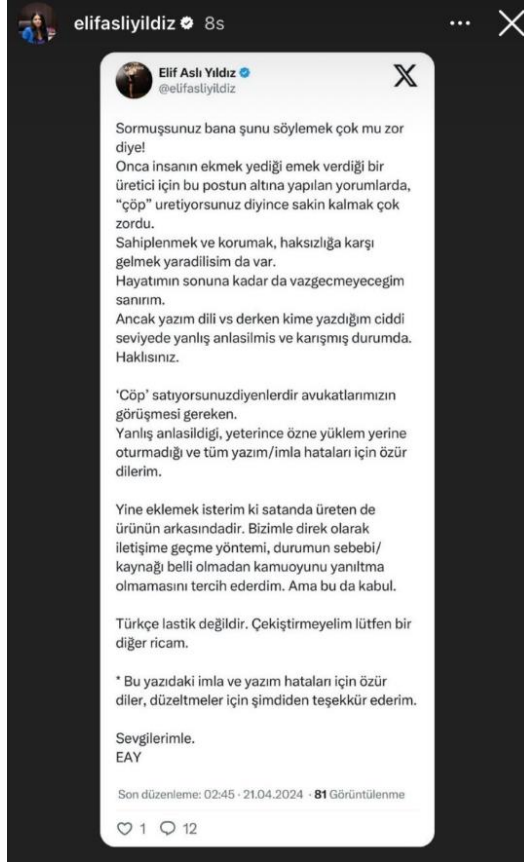 elifasliyildiz 8s
Elif Aslı Yıldız
@elifasliyildiz
Sormuşsunuz bana şunu söylemek çok mu zor
diye!
Onca insanın ekmek yediği emek verdiği bir
üretici için bu postun altına yapılan yorumlarda,
“çöp” uretiyorsunuz diyince sakin kalmak çok
zordu.
Sahiplenmek ve korumak, haksızlığa karşı
gelmek yaradilisim da var.
Hayatımın sonuna kadar da vazgecmeyecegim
sanırım.
Ancak yazım dili vs derken kime yazdığım ciddi
seviyede yanlış anlasilmis ve karışmış durumda.
Haklısınız.
‘Cöp’ satıyorsunuzdiyenlerdir avukatlarımızın
görüşmesi gereken.
Yanlış anlasildigi, yeterince özne yüklem yerine
oturmadığı ve tüm yazım/imla hataları için özür
dilerim.
Yine eklemek isterim ki satanda üreten de
ürünün arkasındadir. Bizimle direk olarak
iletişime geçme yöntemi, durumun sebebi/
kaynağı belli olmadan kamuoyunu yanıltma
olmamasını tercih ederdim. Ama bu da kabul.
Türkçe lastik değildir. Çekiştirmeyelim lütfen bir
diğer ricam.
* Bu yazıdaki imla ve yazım hataları için özür
diler, düzeltmeler için şimdiden teşekkür ederim.
Sevgilerimle.
EAY
Son düzenleme: 02:45 · 21.04.2024 · 81 Görüntülenme
1 12